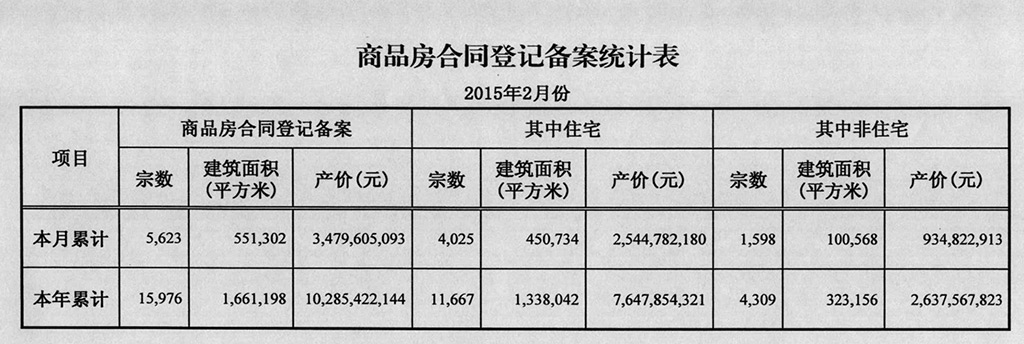 商品房合同登记备案统计表
2015年2月份
项目 商品房合同登记备案 其中住宅 其中非住宅
宗数 建筑面积(平方米) 产价(元) 宗数 建筑面积(平方米) 产价(元) 宗数 建筑面积(平方米) 产价(元)
本月累计 5,623 551,302 3,479,605,093 4,025 450,734 2,544,782,180 1,598 100,568 934,822,913
本年累计 15,976 1,661,198 10,285,422,144 11,667 1,338,042 7,647,854,321 4,309 323,156 2,637,567,823